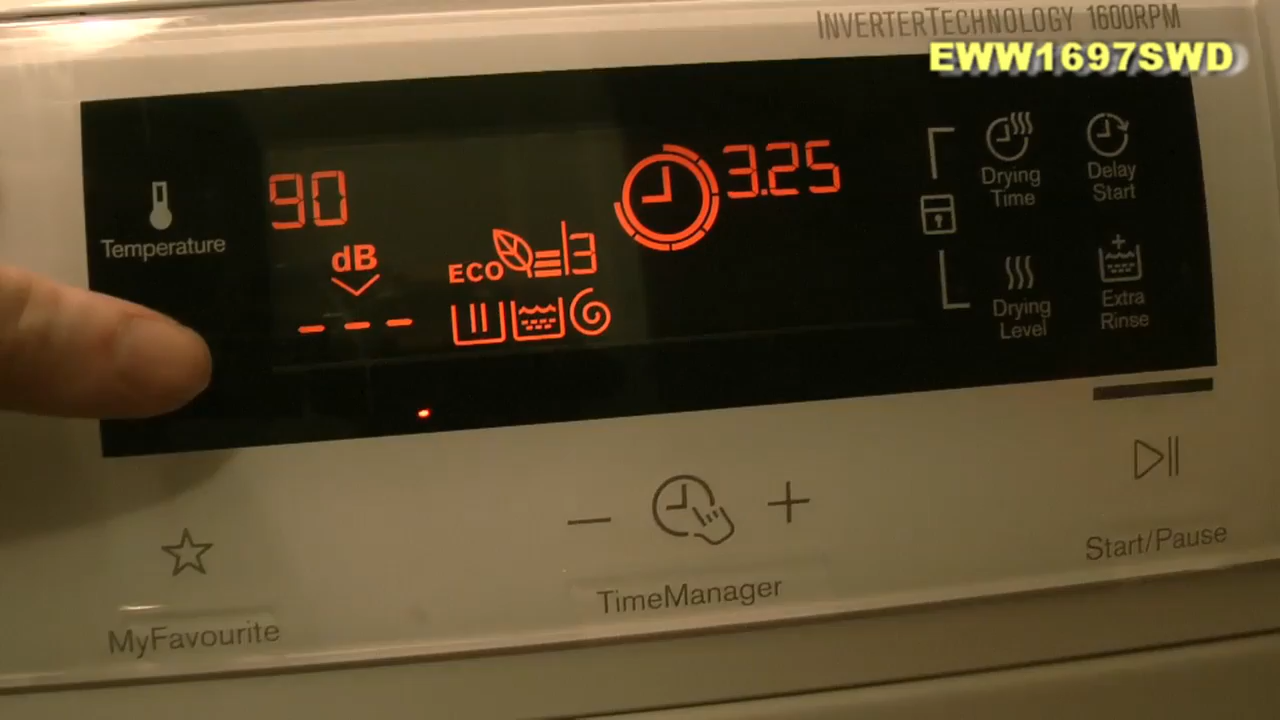 INVERTERTECHNOLOGY 1600RPM
EWW1697SWD
Temperature
90
dB
---
ECO 3
3.25
Drying
Time
Delay
Start
Drying
Level
Extra
Rinse
MyFavourite
− +
TimeManager
Start/Pause